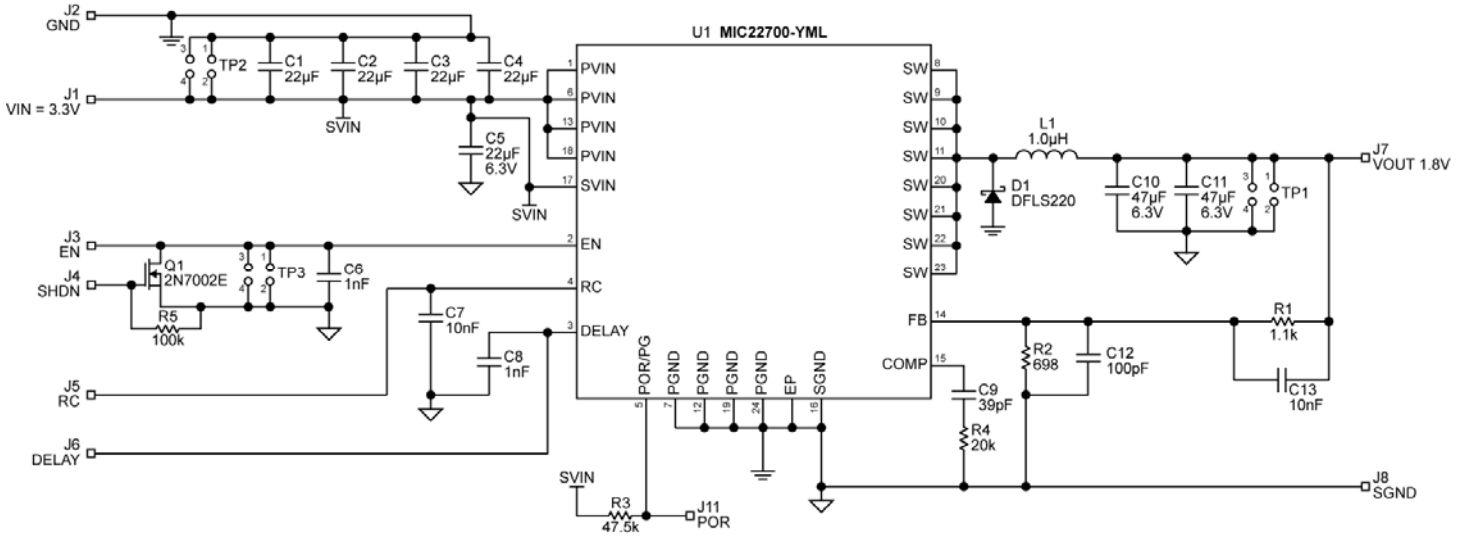 U1 MIC22700-YML
J2
GND
J1
VIN = 3.3V
3
1
4
2
TP2
C1
22µF
C2
22µF
C3
22µF
C4
22µF
SVIN
C5
22µF
6.3V
SVIN
1
PVIN
6
PVIN
13
PVIN
18
PVIN
17
SVIN
J3
EN
J4
SHDN
Q1
2N7002E
R5
100k
3
1
4
2
TP3
C6
1nF
2
EN
4
RC
3
DELAY
C7
10nF
C8
1nF
J5
RC
J6
DELAY
POR/PG
PGND
PGND
PGND
PGND
EP
SGND
5
7
12
19
24
16
SVIN
R3
47.5k
J11
POR
SW
8
SW
9
SW
10
SW
11
SW
20
SW
21
SW
22
SW
23
FB
14
COMP
15
L1
1.0µH
D1
DFLS220
C10
47µF
6.3V
C11
47µF
6.3V
3
1
4
2
TP1
J7
VOUT 1.8V
R1
1.1k
R2
698
C12
100pF
C13
10nF
C9
39pF
R4
20k
J8
SGND